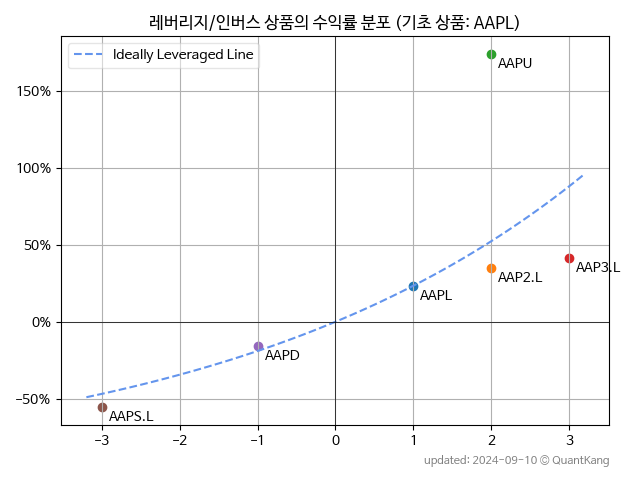 레버리지/인버스 상품의 수익률 분포 (기초 상품: AAPL)
Ideally Leveraged Line
AAPU
150%
100%
50%
AAP3.L
AAP2.L
AAPL
0%
AAPD
−50%
AAPS.L
−3 −2 −1 0 1 2 3
updated: 2024-09-10 © QuantKang